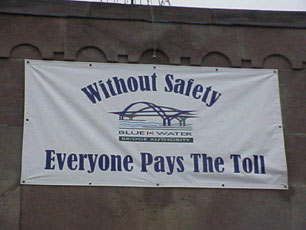 Without Safety
BLUE WATER
BRIDGE AUTHORITY
Everyone Pays The Toll